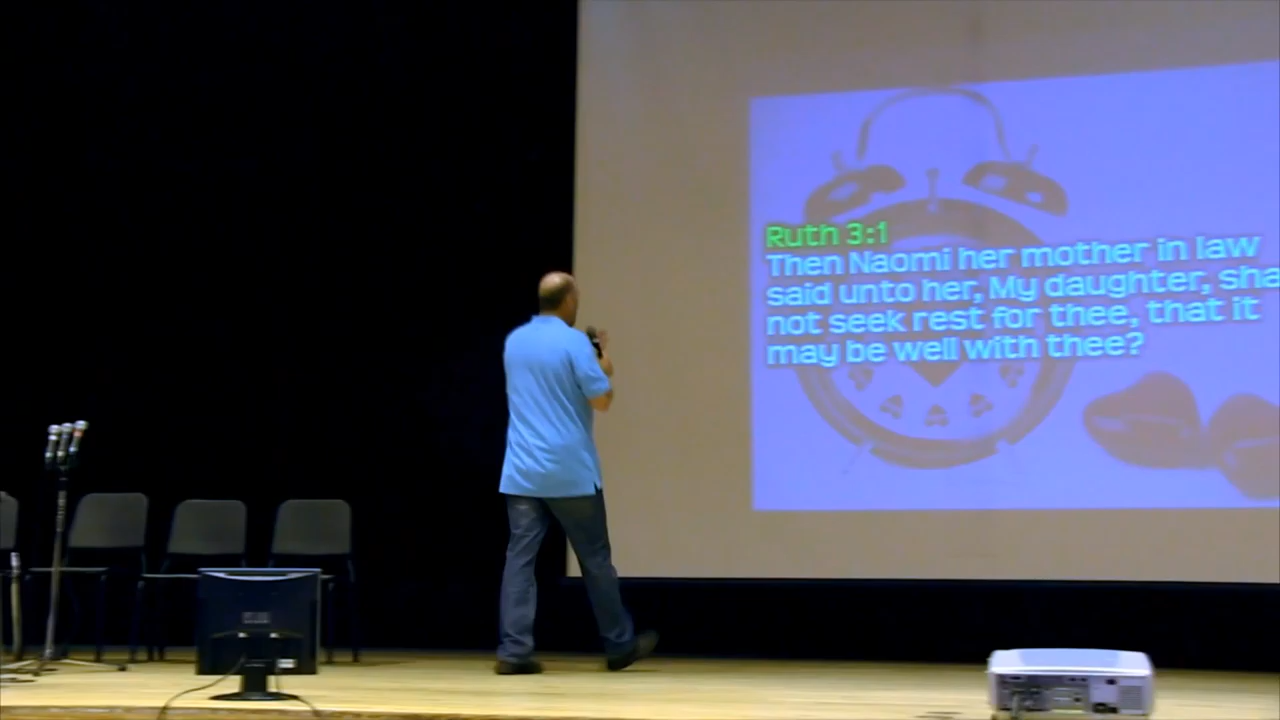 Ruth 3:1
Then Naomi her mother in law
said unto her, My daughter, sha
not seek rest for thee, that it
may be well with thee?